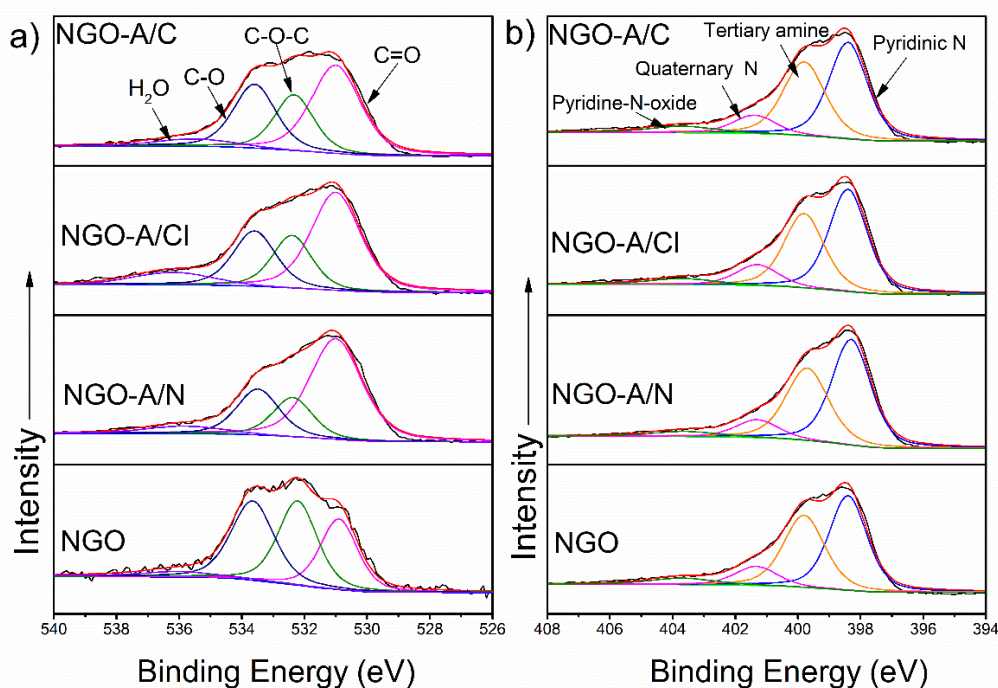 a)
NGO-A/C
H2O
C-O
C-O-C
C=O
NGO-A/Cl
NGO-A/N
NGO
Intensity
540 538 536 534 532 530 528 526
Binding Energy (eV)
b)
NGO-A/C
Pyridine-N-oxide
Quaternary N
Tertiary amine
Pyridinic N
NGO-A/Cl
NGO-A/N
NGO
Intensity
408 406 404 402 400 398 396 394
Binding Energy (eV)